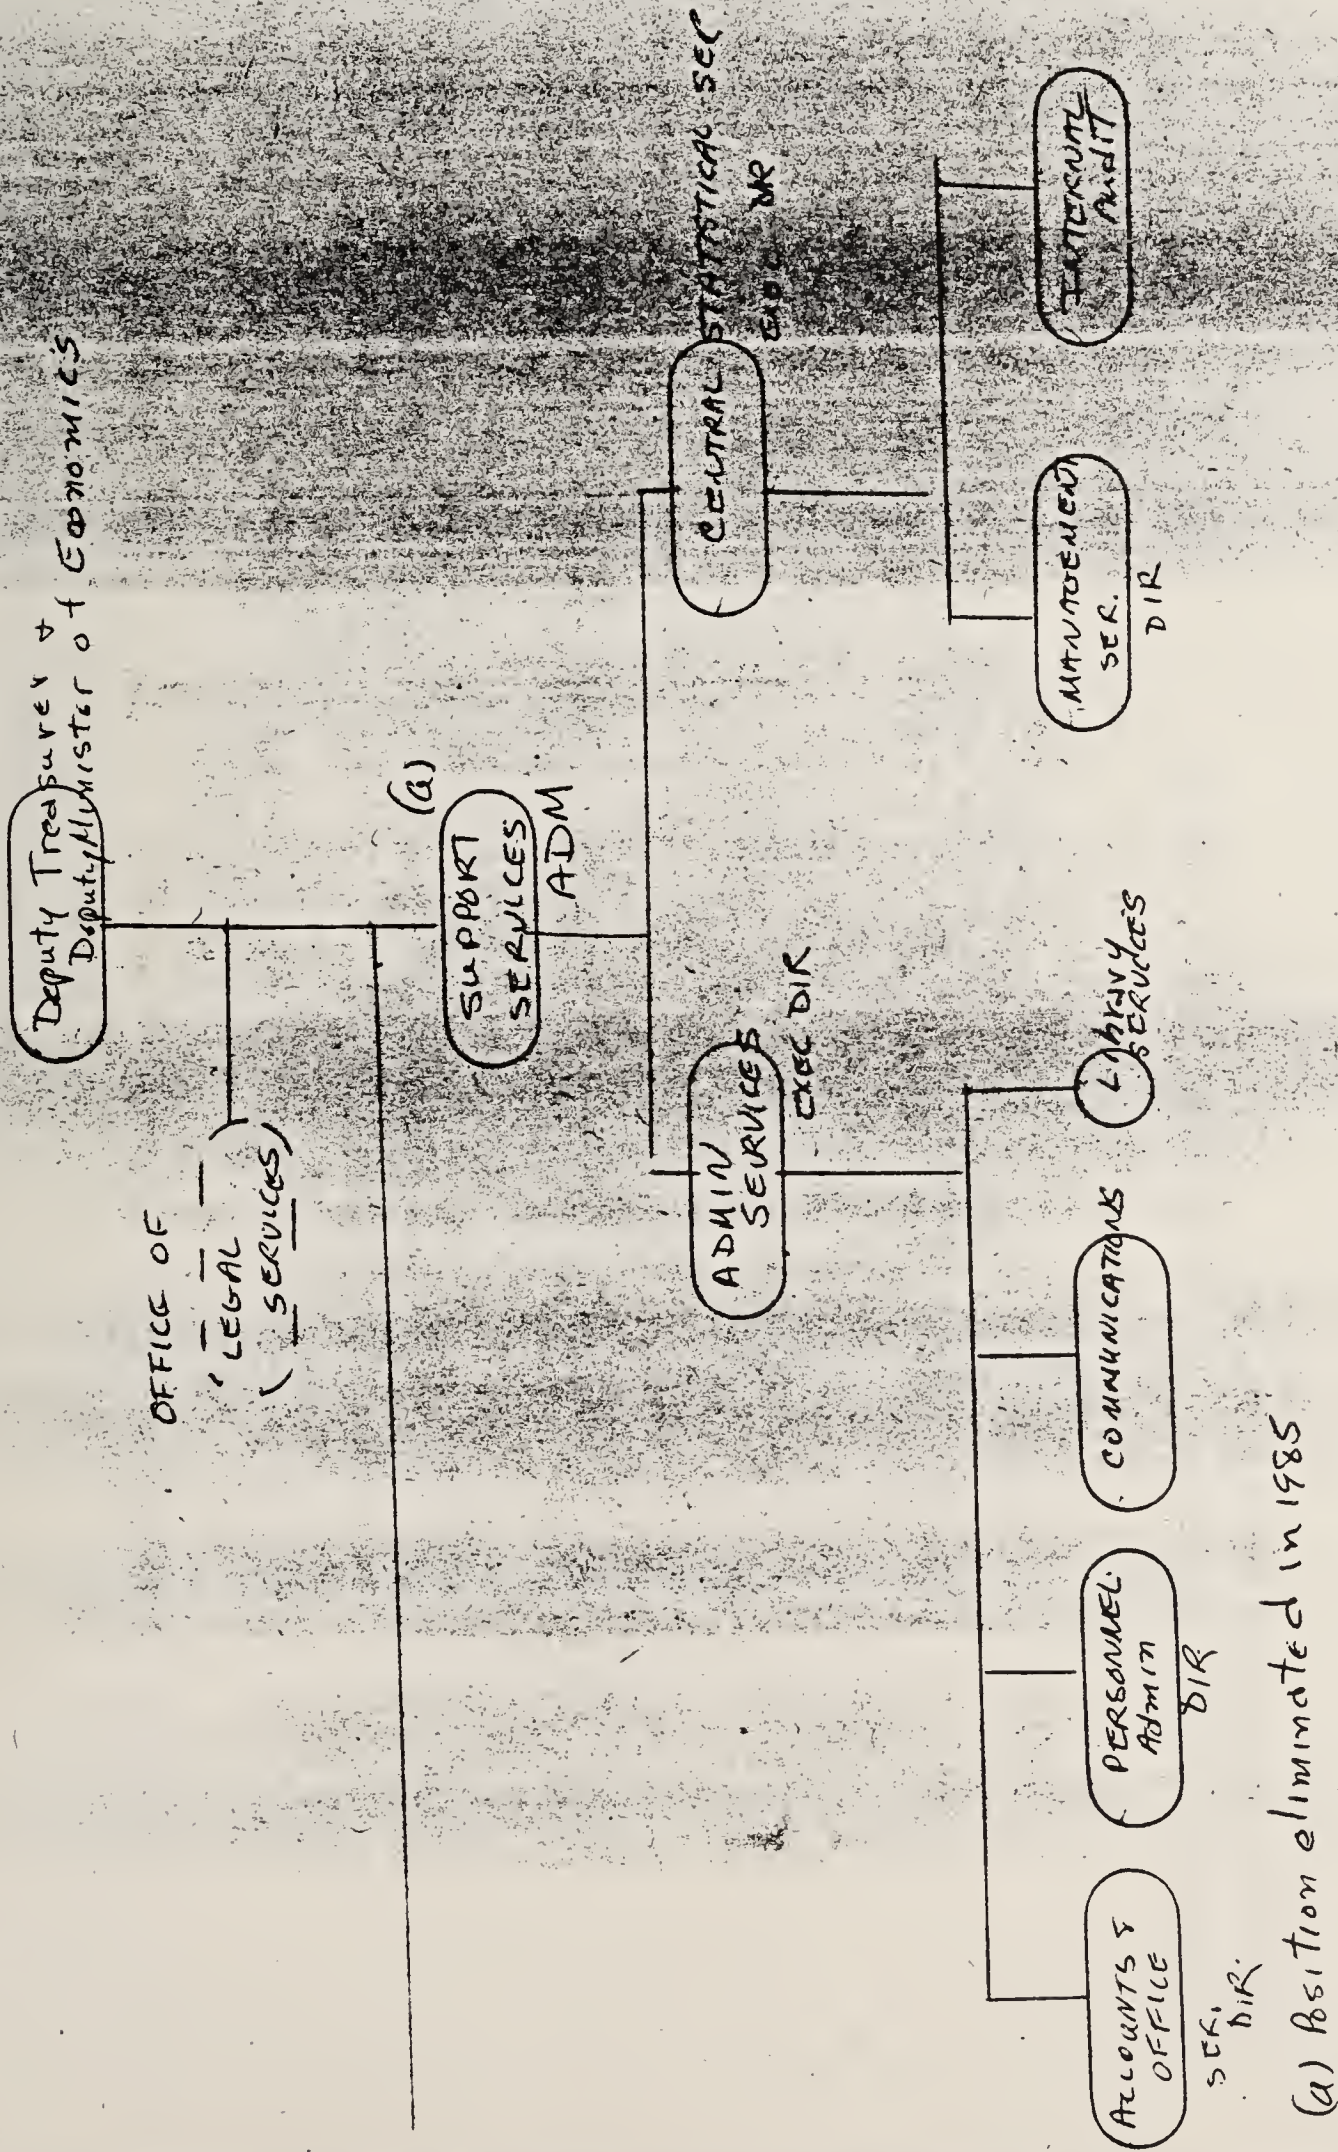 Deputy Treasurer &
Deputy Minister of Economics
OFFICE OF
LEGAL
( SERVICES )
(a)
SUPPORT
SERVICES
ADM
ADMIN
SERVICES
EXEC DIR
CENTRAL STATISTICAL SER
EXEC DIR
ACCOUNTS &
OFFICE
SER.
DIR.
PERSONNEL
Admin
DIR
COMMUNICATIONS
Library
SERVICES
MANAGEMENT
SER.
DIR
INTERNAL
AUDIT
(a) Position eliminated in 1985